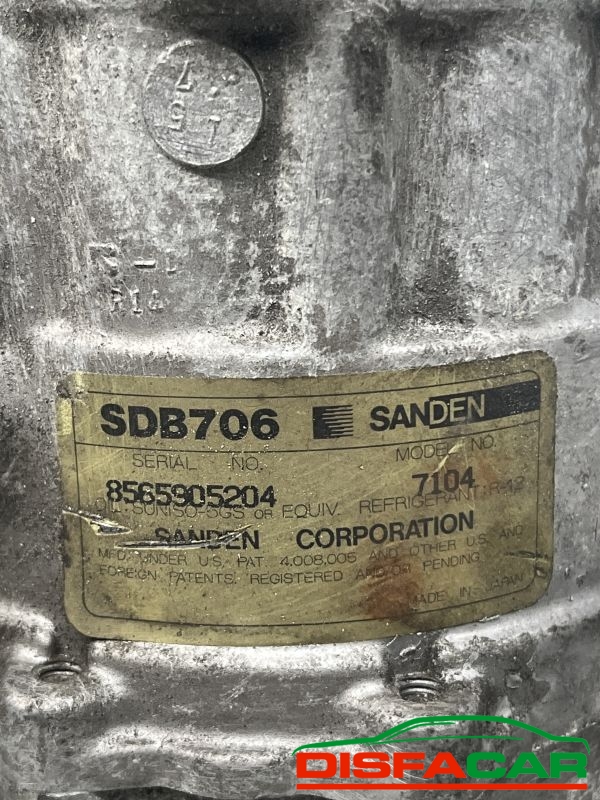 SDB706 SANDEN
SERIAL NO. MODEL NO.
8565905204 7104
OIL: SUNISO-5GS OR EQUIV. REFRIGERANT: R-12
SANDEN CORPORATION
MFD. UNDER U.S. PAT. 4,008,005 AND OTHER U.S. AND
FOREIGN PATENTS, REGISTERED AND/OR PENDING.
MADE IN JAPAN
DISFACAR